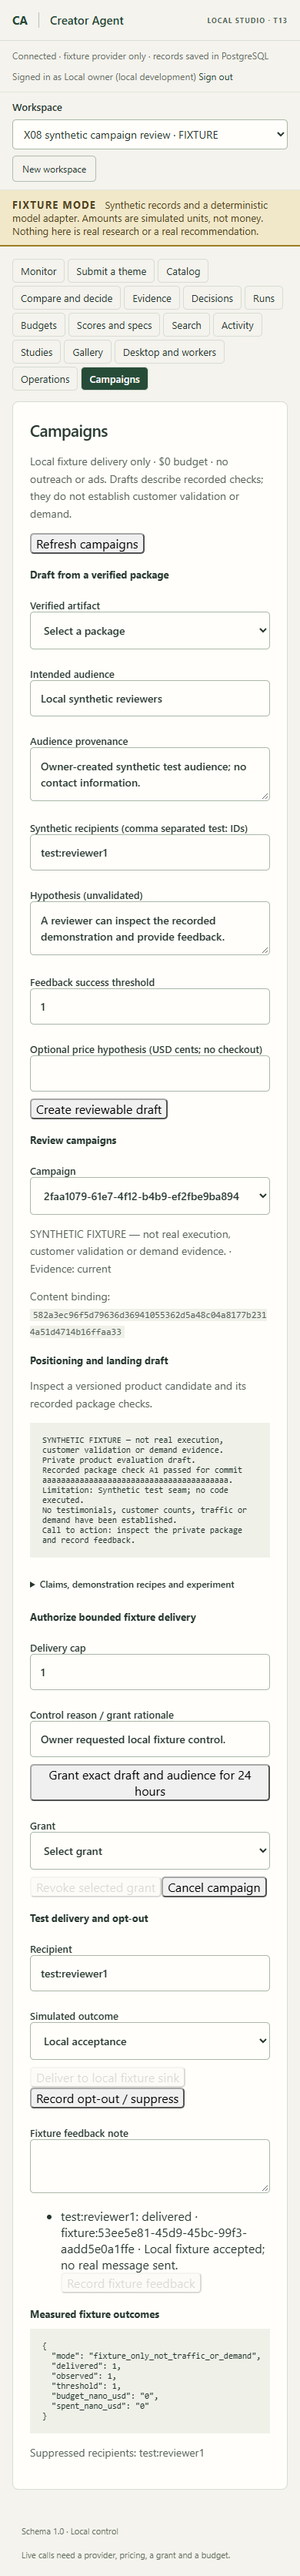 CA Creator Agent LOCAL STUDIO · T13
Connected · fixture provider only · records saved in PostgreSQL
Signed in as Local owner (local development) Sign out
Workspace
X08 synthetic campaign review · FIXTURE
New workspace
FIXTURE MODE Synthetic records and a deterministic
model adapter. Amounts are simulated units, not money.
Nothing here is real research or a real recommendation.
Monitor Submit a theme Catalog
Compare and decide Evidence Decisions Runs
Budgets Scores and specs Search Activity
Studies Gallery Desktop and workers
Operations Campaigns
Campaigns
Local fixture delivery only · $0 budget · no
outreach or ads. Drafts describe recorded checks;
they do not establish customer validation or
demand.
Refresh campaigns
Draft from a verified package
Verified artifact
Select a package
Intended audience
Local synthetic reviewers
Audience provenance
Owner-created synthetic test audience; no
contact information.
Synthetic recipients (comma separated test: IDs)
test:reviewer1
Hypothesis (unvalidated)
A reviewer can inspect the recorded
demonstration and provide feedback.
Feedback success threshold
1
Optional price hypothesis (USD cents; no checkout)
Create reviewable draft
Review campaigns
Campaign
2faa1079-61e7-4f12-b4b9-ef2fbe9ba894
SYNTHETIC FIXTURE — not real execution,
customer validation or demand evidence. ·
Evidence: current
Content binding:
582a3ec96f5d79636d36941055362d5a48c04a8177b231
4a51d4714b16ffaa33
Positioning and landing draft
Inspect a versioned product candidate and its
recorded package checks.
SYNTHETIC FIXTURE — not real execution,
customer validation or demand evidence.
Private product evaluation draft.
Recorded package check A1 passed for commit
aaaaaaaaaaaaaaaaaaaaaaaaaaaaaaaaaaaaaaaa.
Limitation: Synthetic test seam; no code
executed.
No testimonials, customer counts, traffic or
demand have been established.
Call to action: inspect the private package
and record feedback.
Claims, demonstration recipes and experiment
Authorize bounded fixture delivery
Delivery cap
1
Control reason / grant rationale
Owner requested local fixture control.
Grant exact draft and audience for 24
hours
Grant
Select grant
Revoke selected grant Cancel campaign
Test delivery and opt-out
Recipient
test:reviewer1
Simulated outcome
Local acceptance
Deliver to local fixture sink
Record opt-out / suppress
Fixture feedback note
test:reviewer1: delivered ·
fixture:53ee5e81-45d9-45bc-99f3-
aadd5e0a1ffe · Local fixture accepted;
no real message sent.
Record fixture feedback
Measured fixture outcomes
{
"mode": "fixture_only_not_traffic_or_demand",
"delivered": 1,
"observed": 1,
"threshold": 1,
"budget_nano_usd": "0",
"spent_nano_usd": "0"
}
Suppressed recipients: test:reviewer1
Schema 1.0 · Local control
Live calls need a provider, pricing, a grant and a budget.